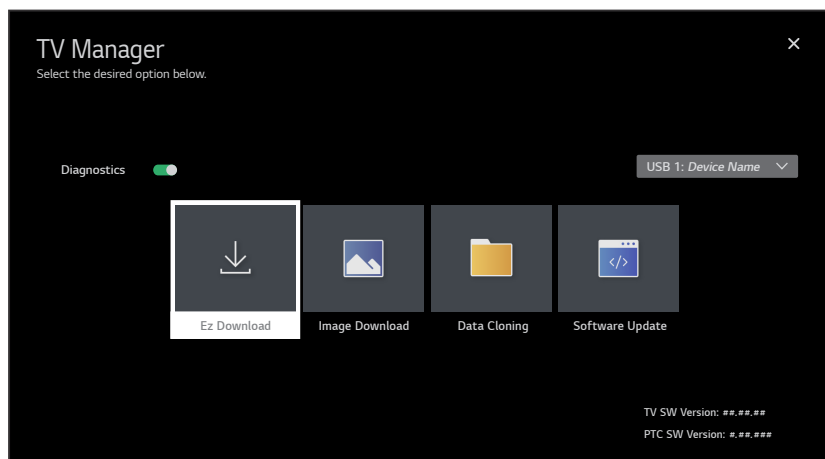 TV Manager
Select the desired option below.
Diagnostics
USB 1: Device Name
Ez Download
Image Download
Data Cloning
Software Update
</>
TV SW Version: ##.##.##
PTC SW Version: #.##.###